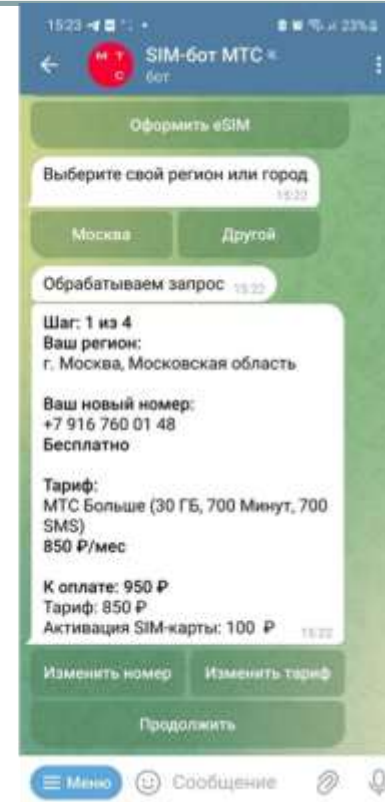 15:23
23%
МТС
SIM-бот МТС
бот
Оформить eSIM
Выберите свой регион или город
15:22
Москва Другой
Обрабатываем запрос 15:22
Шаг: 1 из 4
Ваш регион:
г. Москва, Московская область
Ваш новый номер:
+7 916 760 01 48
Бесплатно
Тариф:
МТС Больше (30 ГБ, 700 Минут, 700
SMS)
850 ₽/мес
К оплате: 950 ₽
Тариф: 850 ₽
Активация SIM-карты: 100 ₽ 15:22
Изменить номер Изменить тариф
Продолжить
Меню Сообщение